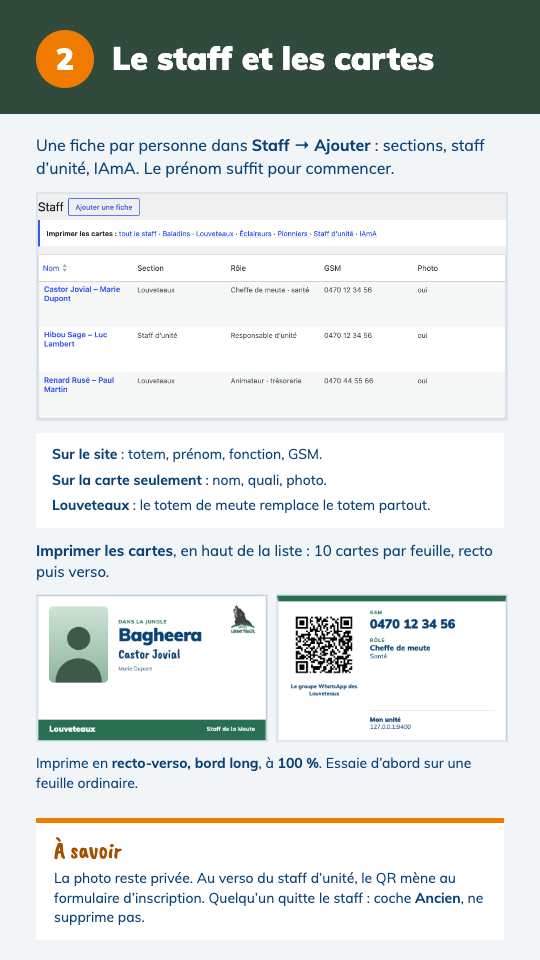 2
Le staff et les cartes
Une fiche par personne dans Staff → Ajouter : sections, staff
d'unité, IAmA. Le prénom suffit pour commencer.
Staff
Ajouter une fiche
Imprimer les cartes : tout le staff · Baladins · Louveteaux · Éclaireurs · Pionniers · Staff d'unité · IAmA
Nom Section Rôle GSM Photo
Castor Jovial – Marie Louveteaux Cheffe de meute · santé 0470 12 34 56 oui
Dupont
Hibou Sage – Luc Staff d'unité Responsable d'unité 0470 12 34 56 oui
Lambert
Renard Rusé – Paul Louveteaux Animateur · trésorerie 0470 44 55 66 oui
Martin
Sur le site : totem, prénom, fonction, GSM.
Sur la carte seulement : nom, quali, photo.
Louveteaux : le totem de meute remplace le totem partout.
Imprimer les cartes, en haut de la liste : 10 cartes par feuille, recto
puis verso.
DANS LA JUNGLE
Bagheera
Castor Jovial
Marie Dupont
Louveteaux
Staff de la Meute
GSM
0470 12 34 56
RÔLE
Cheffe de meute
Santé
Le groupe WhatsApp des
Louveteaux
Mon unité
127.0.0.1:9400
Imprime en recto-verso, bord long, à 100 %. Essaie d'abord sur une
feuille ordinaire.
À savoir
La photo reste privée. Au verso du staff d'unité, le QR mène au
formulaire d'inscription. Quelqu'un quitte le staff : coche Ancien, ne
supprime pas.